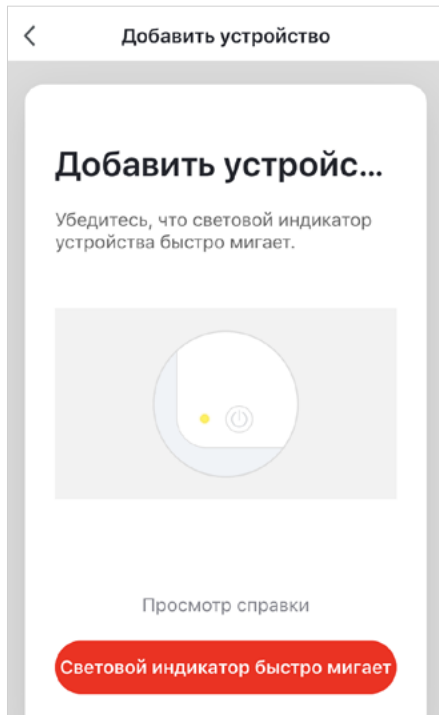 Добавить устройство
Добавить устройс...
Убедитесь, что световой индикатор
устройства быстро мигает.
Просмотр справки
Световой индикатор быстро мигает